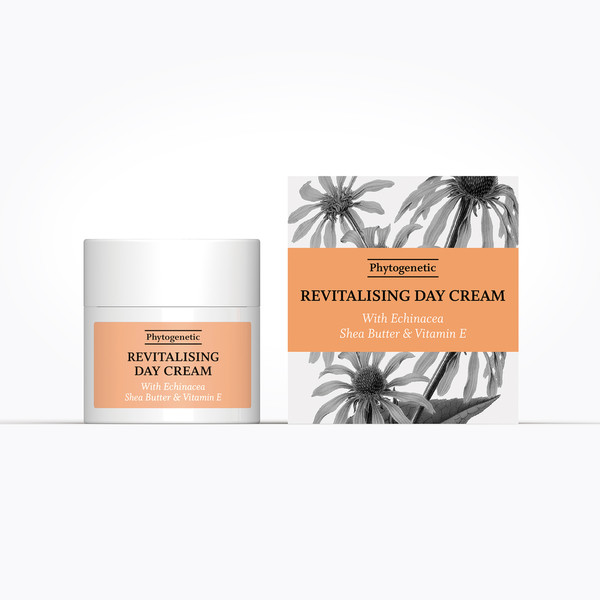 Phytogenetic
REVITALISING
DAY CREAM
With Echinacea
Shea Butter & Vitamin E
Phytogenetic
REVITALISING DAY CREAM
With Echinacea
Shea Butter & Vitamin E